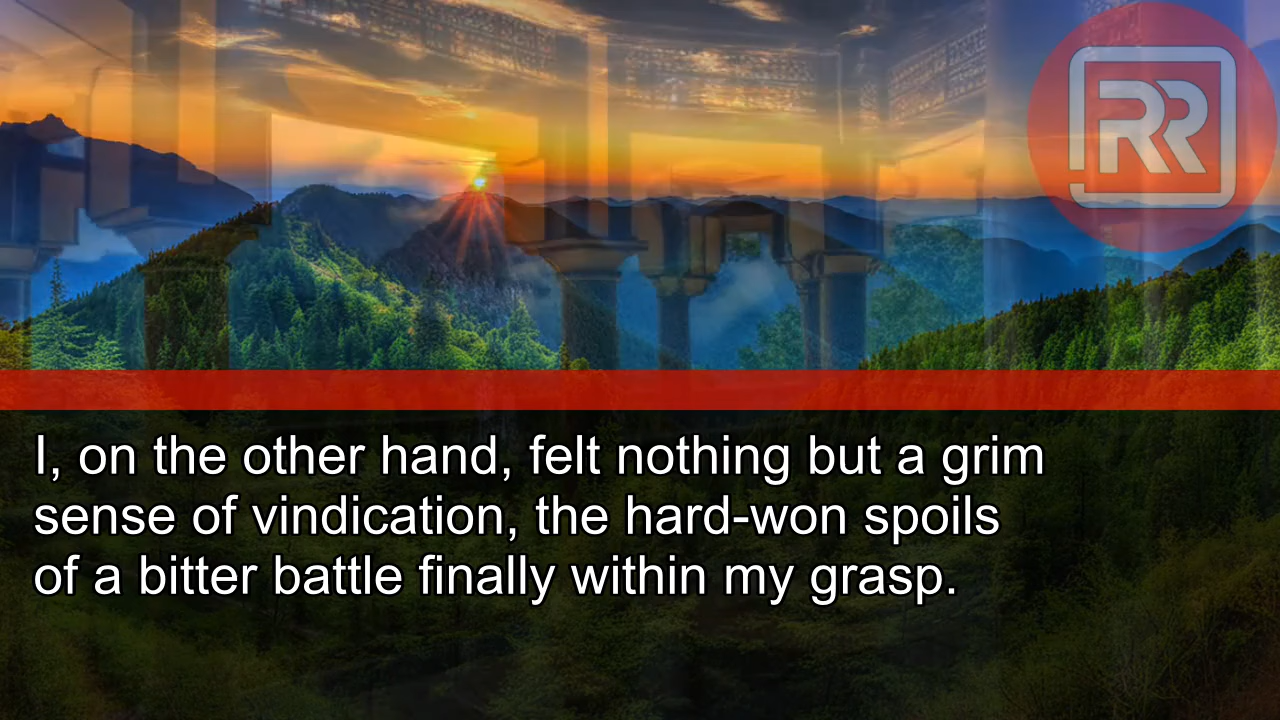 RR
I, on the other hand, felt nothing but a grim
sense of vindication, the hard-won spoils
of a bitter battle finally within my grasp.